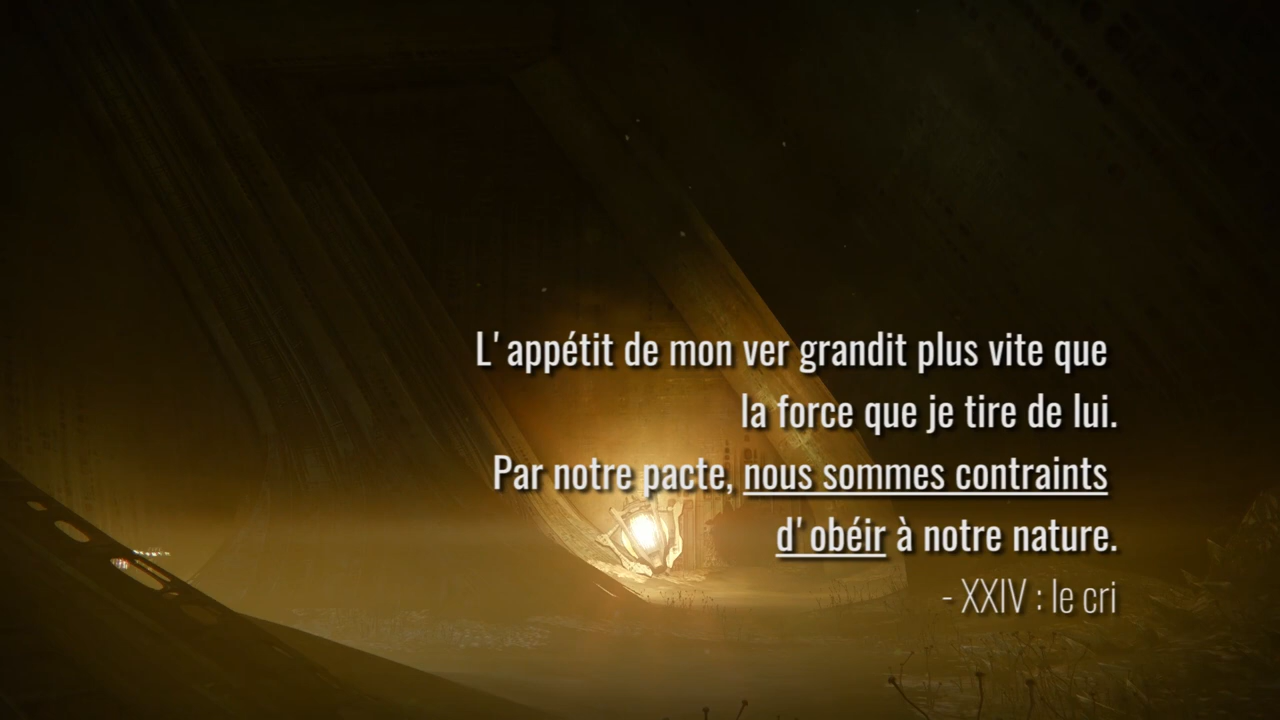 L'appétit de mon ver grandit plus vite que
la force que je tire de lui.
Par notre pacte, nous sommes contraints
d'obéir à notre nature.
- XXIV : le cri